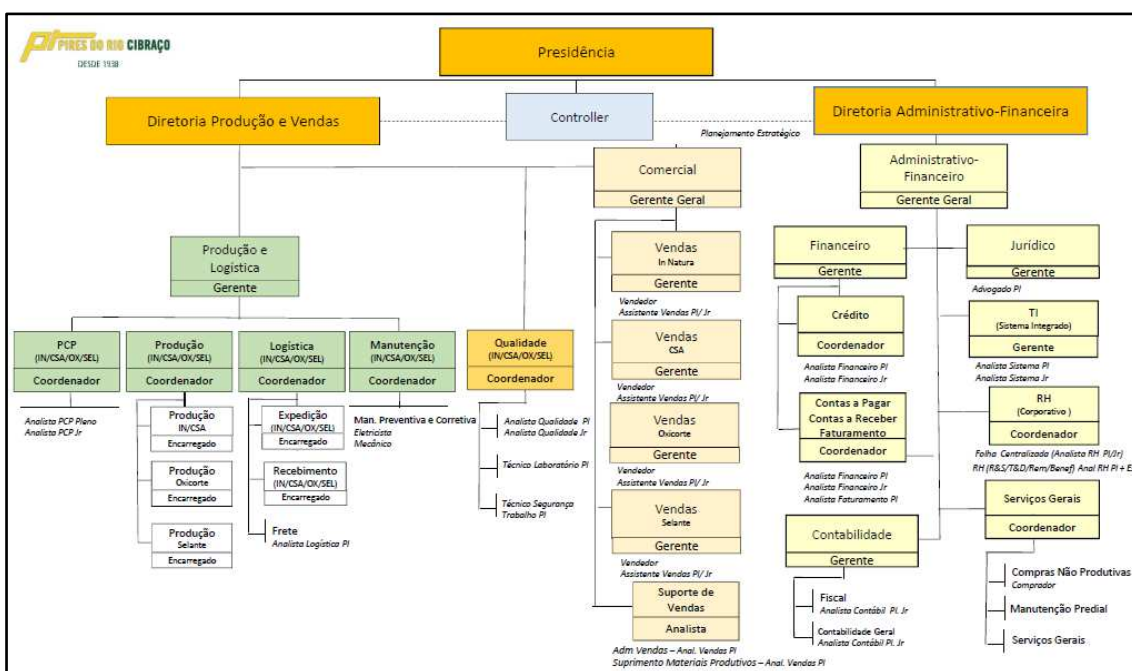 PIRES DO RIO CIBRAÇO
DESDE 1938
Presidência
Diretoria Produção e Vendas
Controller
Diretoria Administrativo-Financeira
Planejamento Estratégico
Comercial
Gerente Geral
Administrativo-
Financeiro
Gerente Geral
Produção e
Logística
Gerente
PCP
(IN/CSA/OX/SEL)
Coordenador
Analista PCP Pleno
Analista PCP Jr
Produção
(IN/CSA/OX/SEL)
Coordenador
Produção
IN/CSA
Encarregado
Produção
Oxicorte
Encarregado
Produção
Selante
Encarregado
Logística
(IN/CSA/OX/SEL)
Coordenador
Expedição
(IN/CSA/OX/SEL)
Encarregado
Recebimento
(IN/CSA/OX/SEL)
Encarregado
Frete
Analista Logística Pl
Manutenção
(IN/CSA/OX/SEL)
Coordenador
Man. Preventiva e Corretiva
Eletricista
Mecânico
Qualidade
(IN/CSA/OX/SEL)
Coordenador
Analista Qualidade Pl
Analista Qualidade Jr
Técnico Laboratório Pl
Técnico Segurança
Trabalho Pl
Vendas
In Natura
Gerente
Vendedor
Assistente Vendas Pl/ Jr
Vendas
CSA
Gerente
Vendedor
Assistente Vendas Pl/ Jr
Vendas
Oxicorte
Gerente
Vendedor
Assistente Vendas Pl/ Jr
Vendas
Selante
Gerente
Vendedor
Assistente Vendas Pl/ Jr
Suporte de
Vendas
Analista
Adm Vendas – Anal. Vendas Pl
Suprimento Materiais Produtivos – Anal. Vendas Pl
Financeiro
Gerente
Crédito
Coordenador
Analista Financeiro Pl
Analista Financeiro Jr
Contas a Pagar
Contas a Receber
Faturamento
Coordenador
Analista Financeiro Pl
Analista Financeiro Jr
Analista Faturamento Pl
Contabilidade
Gerente
Fiscal
Analista Contábil Pl. Jr
Contabilidade Geral
Analista Contábil Pl. Jr
Jurídico
Gerente
Advogado Pl
TI
(Sistema Integrado)
Gerente
Analista Sistema Pl
Analista Sistema Jr
RH
(Corporativo )
Coordenador
Folha Centralizada (Analista RH Pl/Jr)
RH (R&S/T&D/Rem/Benef) Anal RH Pl + E
Serviços Gerais
Coordenador
Compras Não Produtivas
Comprador
Manutenção Predial
Serviços Gerais